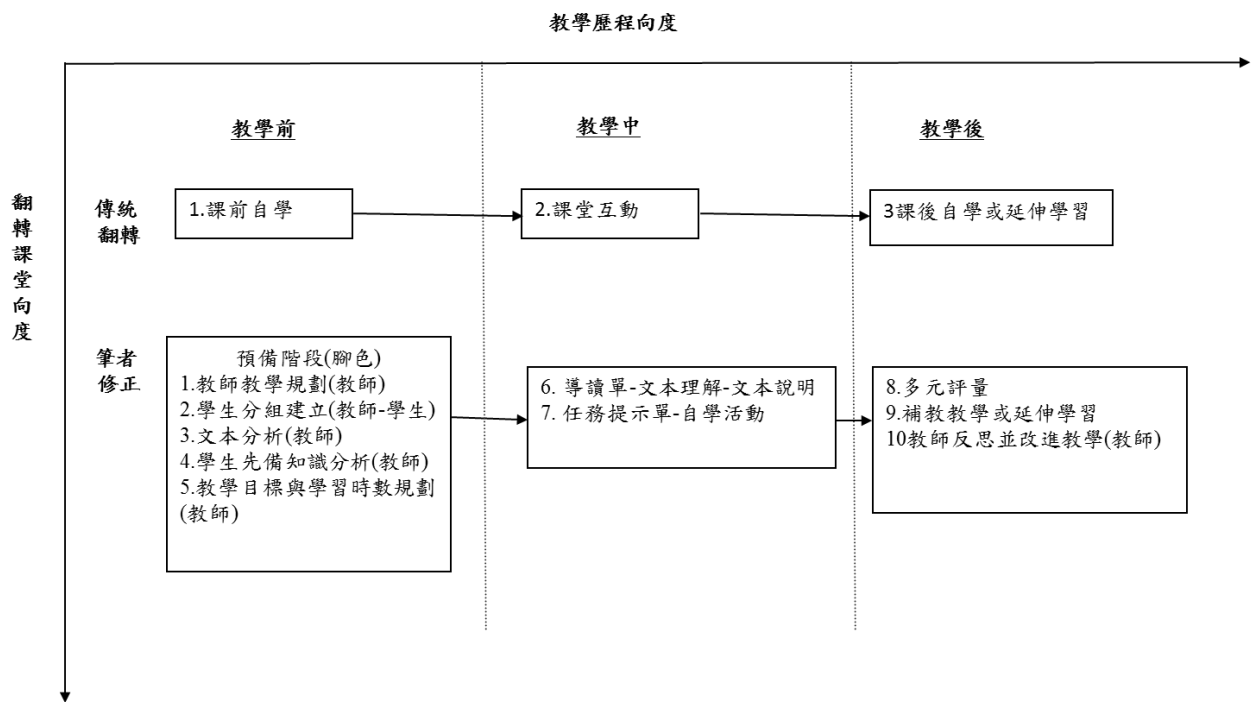 教學歷程向度
教學前
教學中
教學後
翻轉課堂向度
傳統
翻轉
1.課前自學
2.課堂互動
3課後自學或延伸學習
筆者
修正
預備階段(腳色)
1.教師教學規劃(教師)
2.學生分組建立(教師-學生)
3.文本分析(教師)
4.學生先備知識分析(教師)
5.教學目標與學習時數規劃
(教師)
6. 導讀單-文本理解-文本說明
7. 任務提示單-自學活動
8.多元評量
9.補教教學或延伸學習
10教師反思並改進教學(教師)